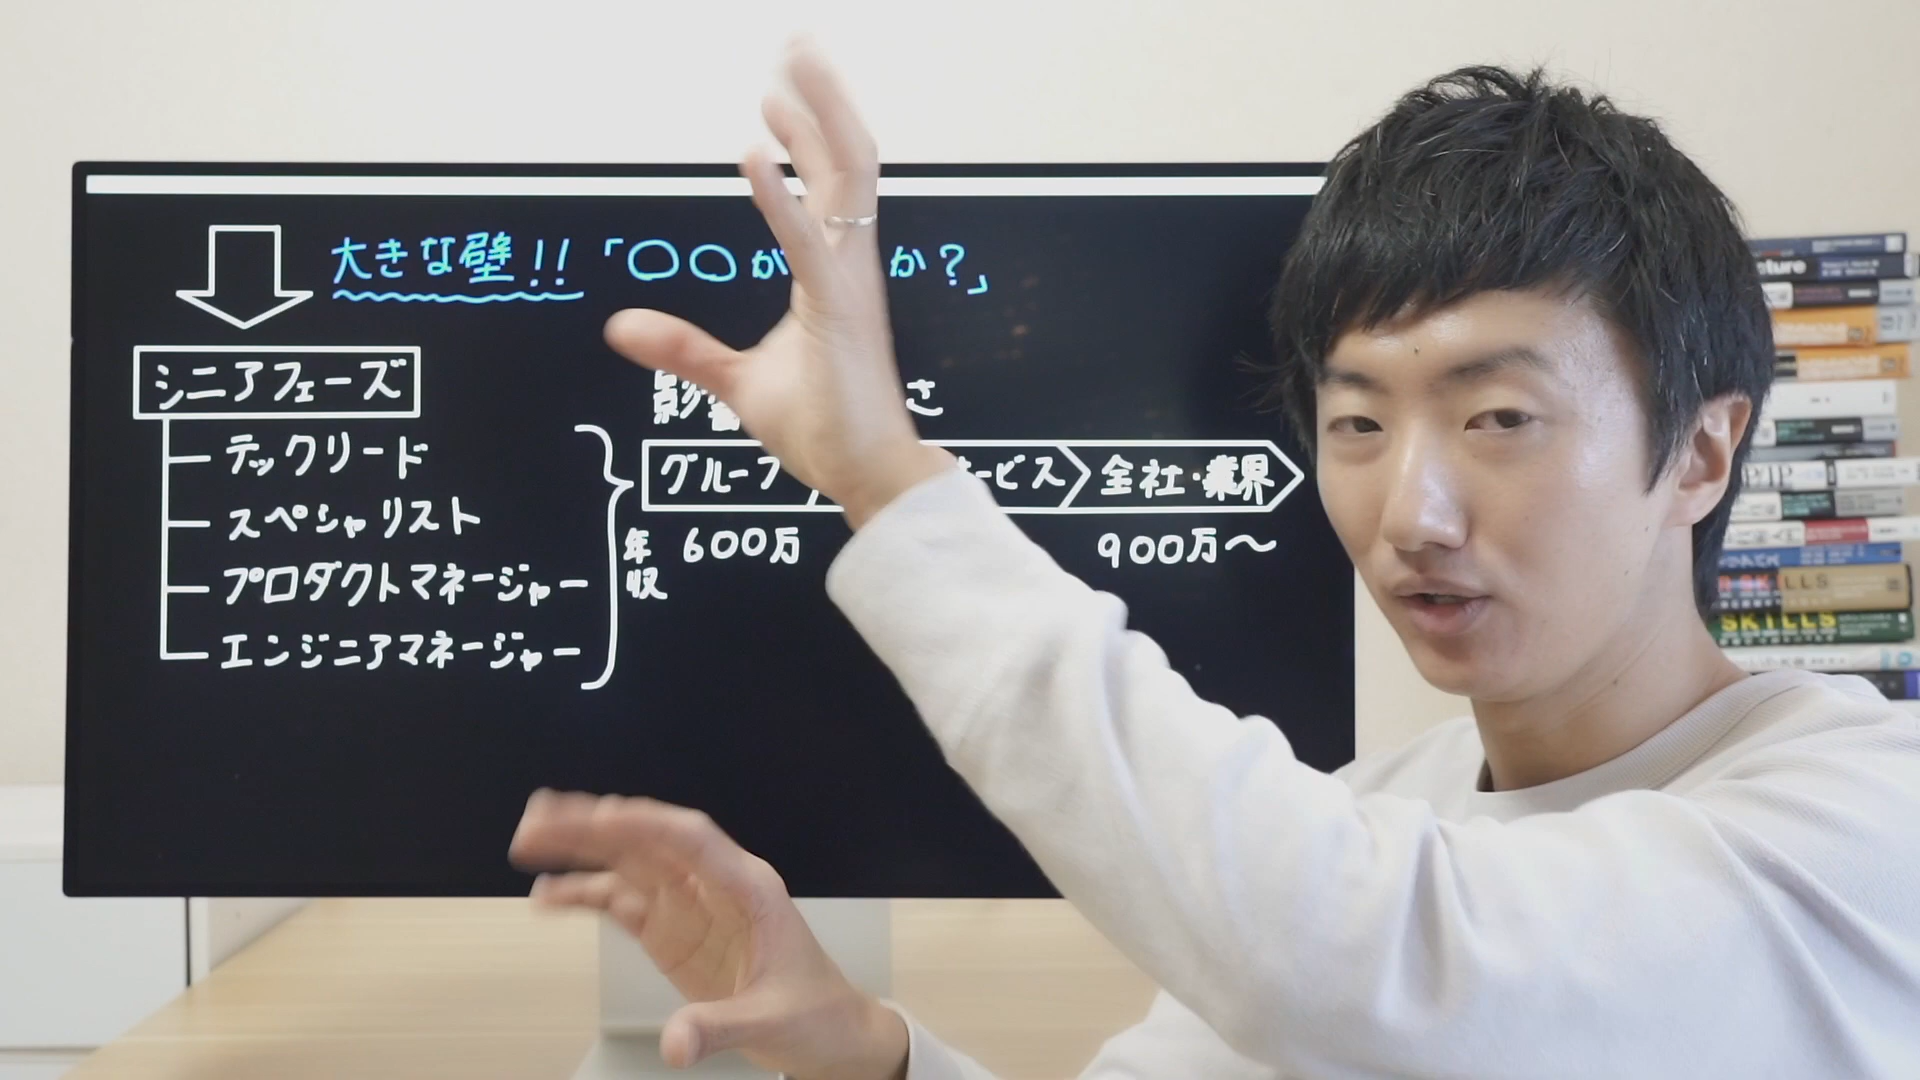 大きな壁!!「〇〇が か?」
シニアフェーズ
テックリード
スペシャリスト
プロダクトマネージャー
エンジニアマネージャー
影響 さ
グループ ービス 全社・業界
年収 600万 900万～
SKILLS